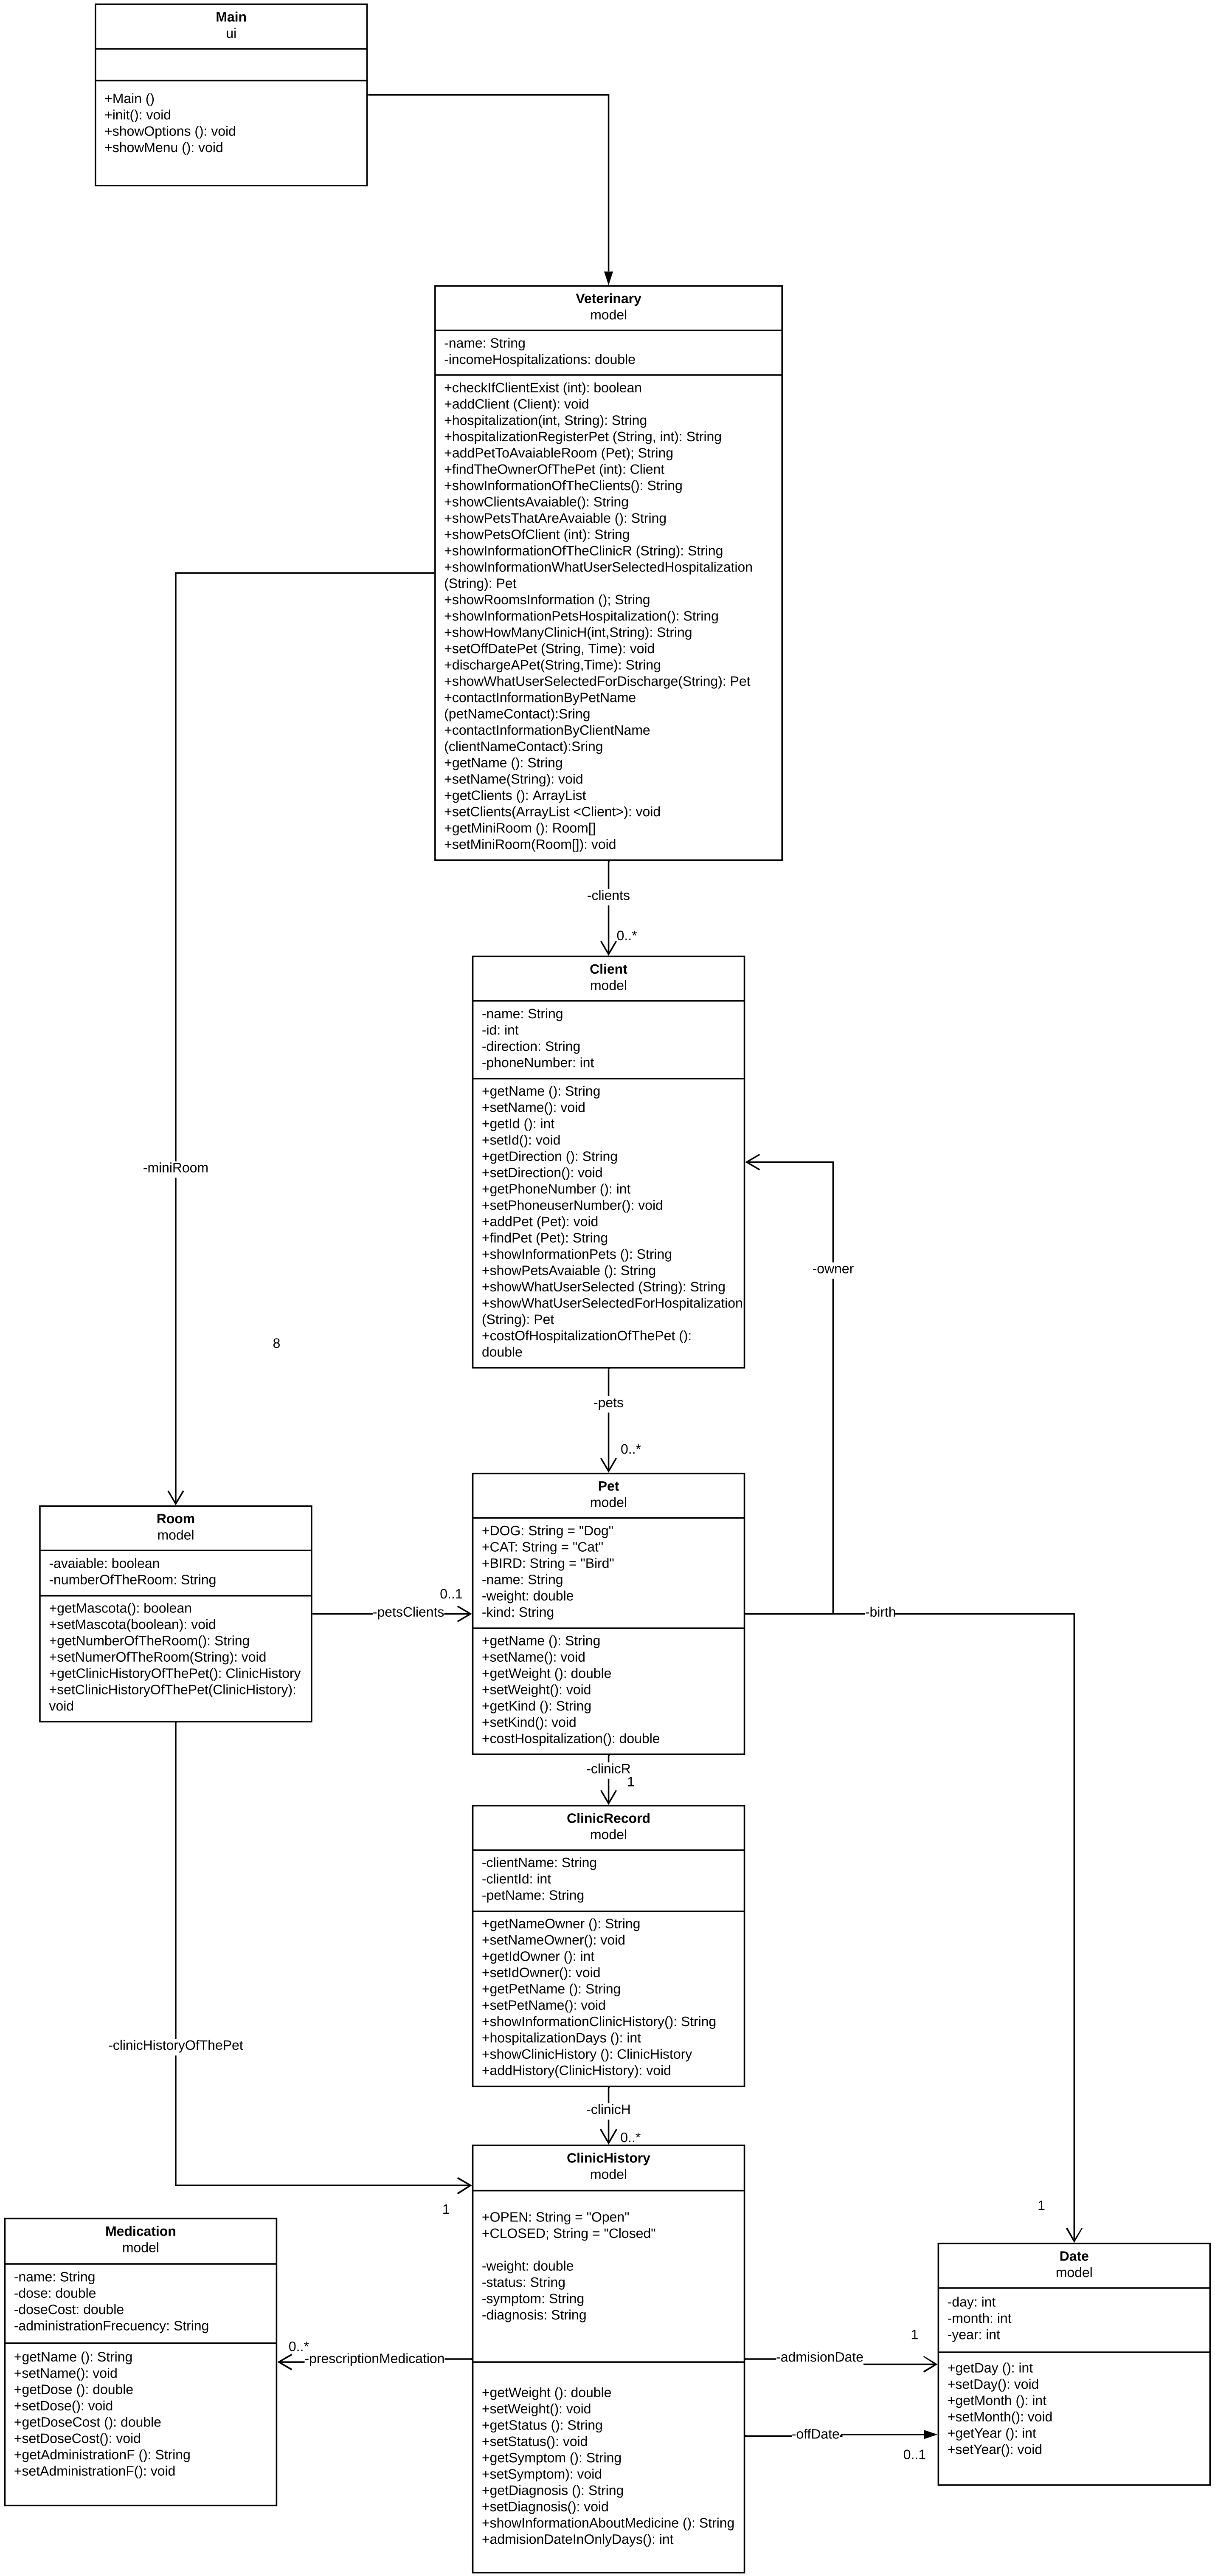 Main
ui
+Main ()
+init(): void
+showOptions (): void
+showMenu (): void
Veterinary
model
-name: String
-incomeHospitalizations: double
+checkIfClientExist (int): boolean
+addClient (Client): void
+hospitalization(int, String): String
+hospitalizationRegisterPet (String, int): String
+addPetToAvaiableRoom (Pet); String
+findTheOwnerOfThePet (int): Client
+showInformationOfTheClients(): String
+showClientsAvaiable(): String
+showPetsThatAreAvaiable (): String
+showPetsOfClient (int): String
+showInformationOfTheClinicR (String): String
+showInformationWhatUserSelectedHospitalization
(String): Pet
+showRoomsInformation (); String
+showInformationPetsHospitalization(): String
+showHowManyClinicH(int,String): String
+setOffDatePet (String, Time): void
+dischargeAPet(String,Time): String
+showWhatUserSelectedForDischarge(String): Pet
+contactInformationByPetName
(petNameContact):Sring
+contactInformationByClientName
(clientNameContact):Sring
+getName (): String
+setName(String): void
+getClients (): ArrayList
+setClients(ArrayList <Client>): void
+getMiniRoom (): Room[]
+setMiniRoom(Room[]): void
-clients
0..*
Client
model
-name: String
-id: int
-direction: String
-phoneNumber: int
+getName (): String
+setName(): void
+getId (): int
+setId(): void
+getDirection (): String
+setDirection(): void
+getPhoneNumber (): int
+setPhoneuserNumber(): void
+addPet (Pet): void
+findPet (Pet): String
+showInformationPets (): String
+showPetsAvaiable (): String
+showWhatUserSelected (String): String
+showWhatUserSelectedForHospitalization
(String): Pet
+costOfHospitalizationOfThePet ():
double
-miniRoom
8
-owner
-pets
0..*
Room
model
-avaiable: boolean
-numberOfTheRoom: String
+getMascota(): boolean
+setMascota(boolean): void
+getNumberOfTheRoom(): String
+setNumerOfTheRoom(String): void
+getClinicHistoryOfThePet(): ClinicHistory
+setClinicHistoryOfThePet(ClinicHistory):
void
0..1
-petsClients
Pet
model
+DOG: String = "Dog"
+CAT: String = "Cat"
+BIRD: String = "Bird"
-name: String
-weight: double
-kind: String
+getName (): String
+setName(): void
+getWeight (): double
+setWeight(): void
+getKind (): String
+setKind(): void
+costHospitalization(): double
-birth
-clinicR
1
ClinicRecord
model
-clientName: String
-clientId: int
-petName: String
+getNameOwner (): String
+setNameOwner(): void
+getIdOwner (): int
+setIdOwner(): void
+getPetName (): String
+setPetName(): void
+showInformationClinicHistory(): String
+hospitalizationDays (): int
+showClinicHistory (): ClinicHistory
+addHistory(ClinicHistory): void
-clinicHistoryOfThePet
-clinicH
0..*
1
1
ClinicHistory
model
+OPEN: String = "Open"
+CLOSED; String = "Closed"
-weight: double
-status: String
-symptom: String
-diagnosis: String
+getWeight (): double
+setWeight(): void
+getStatus (): String
+setStatus(): void
+getSymptom (): String
+setSymptom): void
+getDiagnosis (): String
+setDiagnosis(): void
+showInformationAboutMedicine (): String
+admisionDateInOnlyDays(): int
Medication
model
-name: String
-dose: double
-doseCost: double
-administrationFrecuency: String
+getName (): String
+setName(): void
+getDose (): double
+setDose(): void
+getDoseCost (): double
+setDoseCost(): void
+getAdministrationF (): String
+setAdministrationF(): void
0..*
-prescriptionMedication
1
-admisionDate
-offDate
0..1
Date
model
-day: int
-month: int
-year: int
+getDay (): int
+setDay(): void
+getMonth (): int
+setMonth(): void
+getYear (): int
+setYear(): void